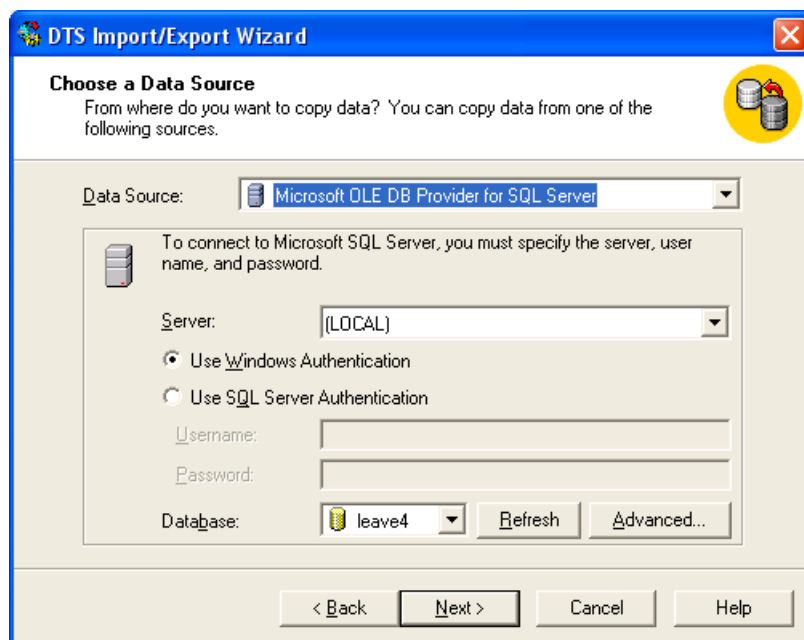 DTS Import/Export Wizard
Choose a Data Source
From where do you want to copy data? You can copy data from one of the
following sources.
Data Source: Microsoft OLE DB Provider for SQL Server
To connect to Microsoft SQL Server, you must specify the server, user
name, and password.
Server: (LOCAL)
Use Windows Authentication
Use SQL Server Authentication
Username:
Password:
Database: leave4 Refresh Advanced...
< Back Next > Cancel Help